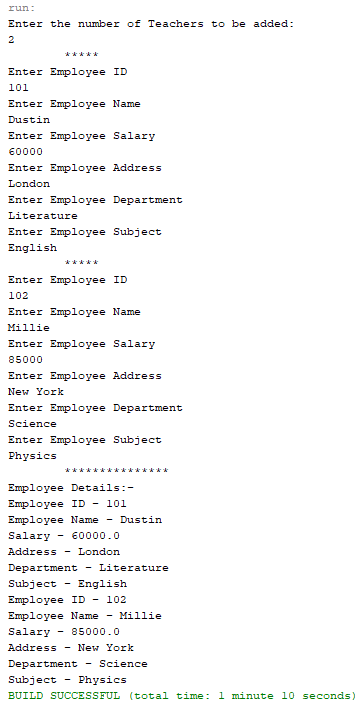 run:
Enter the number of Teachers to be added:
2
*****
Enter Employee ID
101
Enter Employee Name
Dustin
Enter Employee Salary
60000
Enter Employee Address
London
Enter Employee Department
Literature
Enter Employee Subject
English
*****
Enter Employee ID
102
Enter Employee Name
Millie
Enter Employee Salary
85000
Enter Employee Address
New York
Enter Employee Department
Science
Enter Employee Subject
Physics
***************
Employee Details:-
Employee ID - 101
Employee Name - Dustin
Salary - 60000.0
Address - London
Department - Literature
Subject - English
Employee ID - 102
Employee Name - Millie
Salary - 85000.0
Address - New York
Department - Science
Subject - Physics
BUILD SUCCESSFUL (total time: 1 minute 10 seconds)